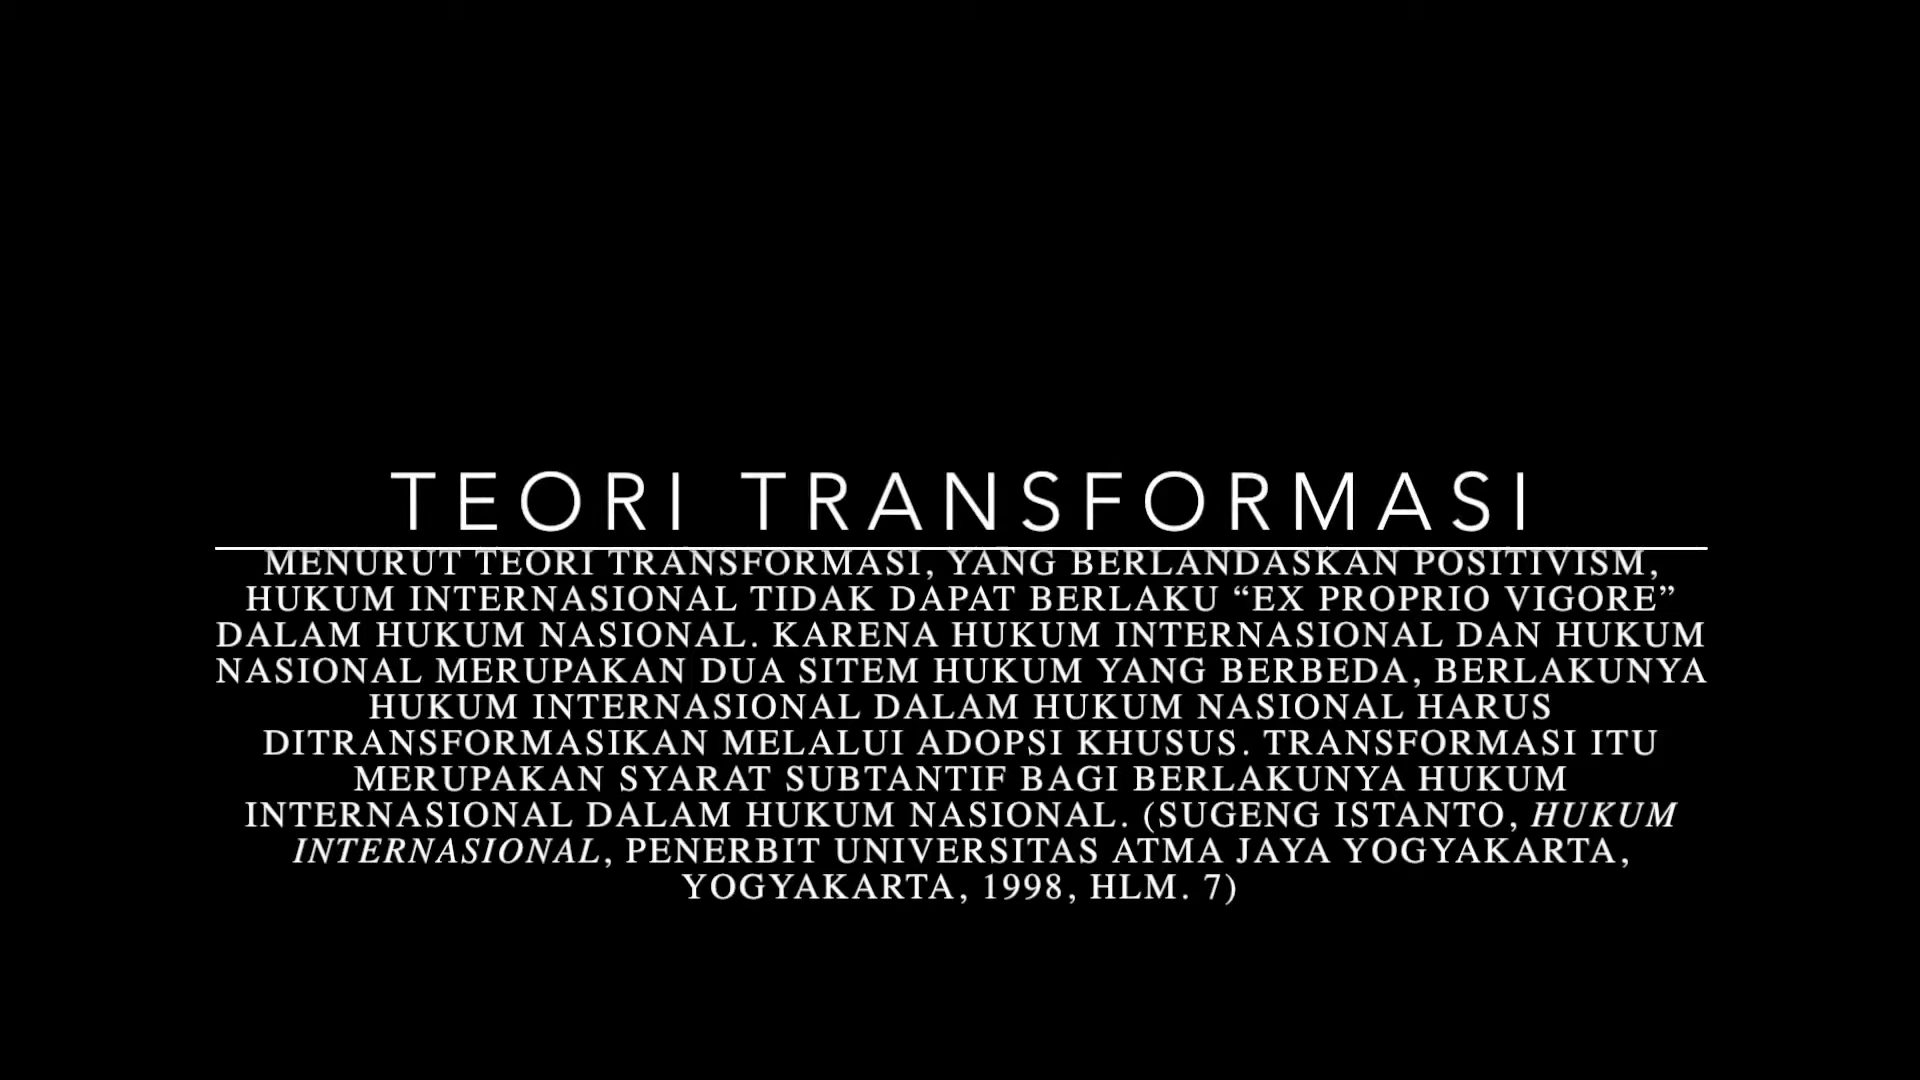 TEORI TRANSFORMASI
MENURUT TEORI TRANSFORMASI, YANG BERLANDASKAN POSITIVISM,
HUKUM INTERNASIONAL TIDAK DAPAT BERLAKU “EX PROPRIO VIGORE”
DALAM HUKUM NASIONAL. KARENA HUKUM INTERNASIONAL DAN HUKUM
NASIONAL MERUPAKAN DUA SITEM HUKUM YANG BERBEDA, BERLAKUNYA
HUKUM INTERNASIONAL DALAM HUKUM NASIONAL HARUS
DITRANSFORMASIKAN MELALUI ADOPSI KHUSUS. TRANSFORMASI ITU
MERUPAKAN SYARAT SUBTANTIF BAGI BERLAKUNYA HUKUM
INTERNASIONAL DALAM HUKUM NASIONAL. (SUGENG ISTANTO, HUKUM
INTERNASIONAL, PENERBIT UNIVERSITAS ATMA JAYA YOGYAKARTA,
YOGYAKARTA, 1998, HLM. 7)